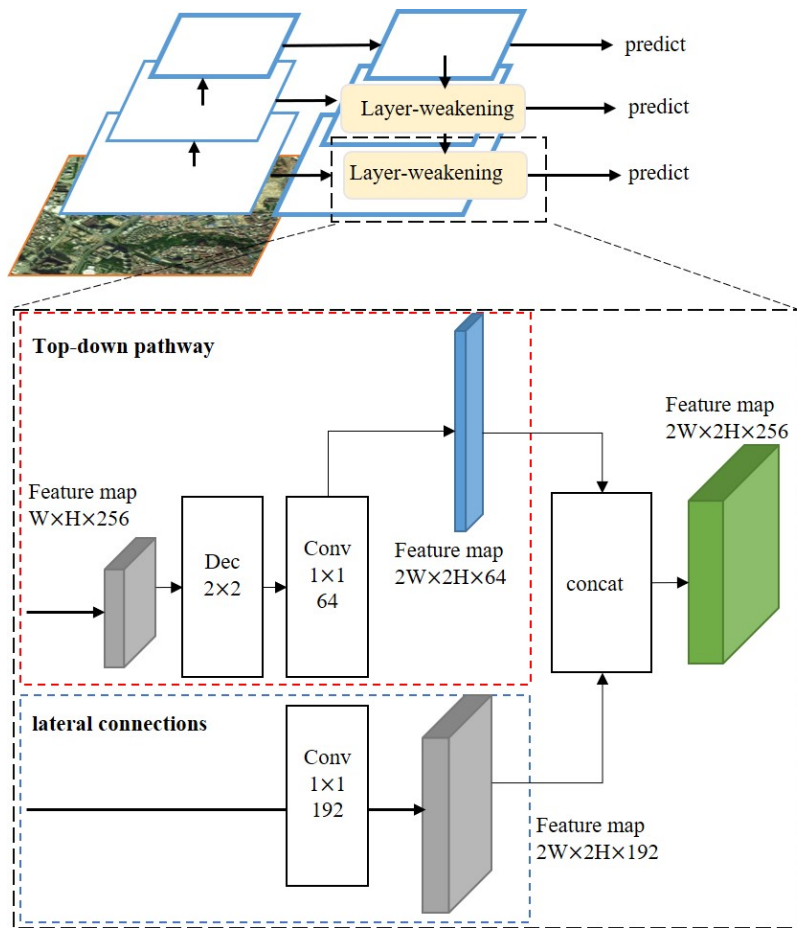 predict
Layer-weakening
predict
Layer-weakening
predict
Top-down pathway
Feature map
W×H×256
Dec
2×2
Conv
1×1
64
Feature map
2W×2H×64
concat
Feature map
2W×2H×256
lateral connections
Conv
1×1
192
Feature map
2W×2H×192